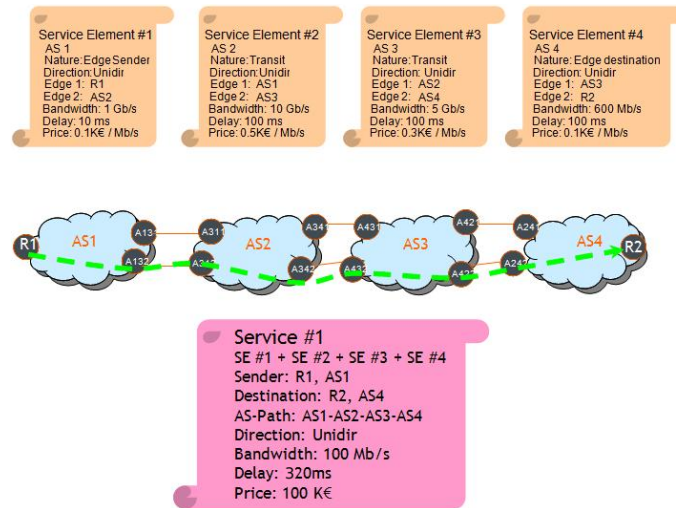 Service Element #1
AS 1
Nature:Edge Sender
Direction:Unidir
Edge 1: R1
Edge 2: AS2
Bandwidth: 1 Gb/s
Delay: 10 ms
Price: 0.1K€ / Mb/s
Service Element #2
AS 2
Nature:Transit
Direction:Unidir
Edge 1: AS1
Edge 2: AS3
Bandwidth: 10 Gb/s
Delay: 100 ms
Price: 0.5K€ / Mb/s
Service Element #3
AS 3
Nature:Transit
Direction: Unidir
Edge 1: AS2
Edge 2: AS4
Bandwidth: 5 Gb/s
Delay: 100 ms
Price: 0.3K€ / Mb/s
Service Element #4
AS 4
Nature: Edge destination
Direction: Unidir
Edge 1: AS3
Edge 2: R2
Bandwidth: 600 Mb/s
Delay: 100 ms
Price: 0.1K€ / Mb/s
A131 A311 A341 A431 A421 A241
R1 AS1 AS2 AS3 AS4 R2
A132 A342 A432
Service #1
SE #1 + SE #2 + SE #3 + SE #4
Sender: R1, AS1
Destination: R2, AS4
AS-Path: AS1-AS2-AS3-AS4
Direction: Unidir
Bandwidth: 100 Mb/s
Delay: 320ms
Price: 100 K€